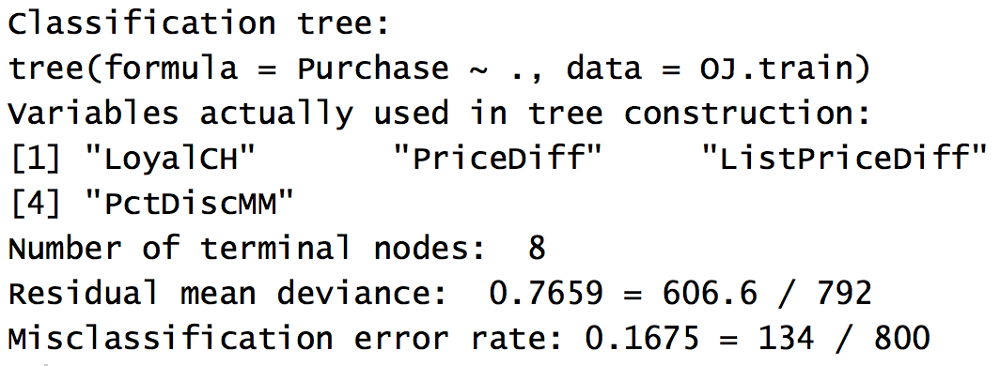 Classification tree:
tree(formula = Purchase ~ ., data = OJ.train)
Variables actually used in tree construction:
[1] "LoyalCH"       "PriceDiff"     "ListPriceDiff"
[4] "PctDiscMM"
Number of terminal nodes:  8
Residual mean deviance:  0.7659 = 606.6 / 792
Misclassification error rate: 0.1675 = 134 / 800